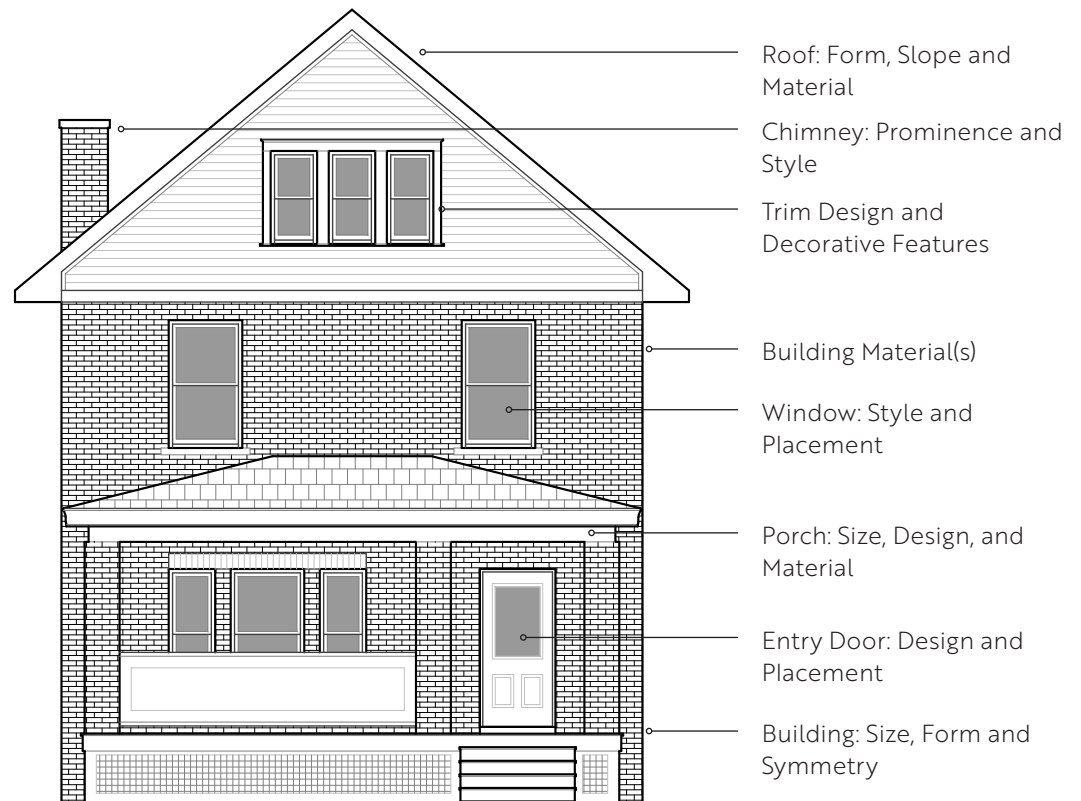 Roof: Form, Slope and
Material
Chimney: Prominence and
Style
Trim Design and
Decorative Features
Building Material(s)
Window: Style and
Placement
Porch: Size, Design, and
Material
Entry Door: Design and
Placement
Building: Size, Form and
Symmetry